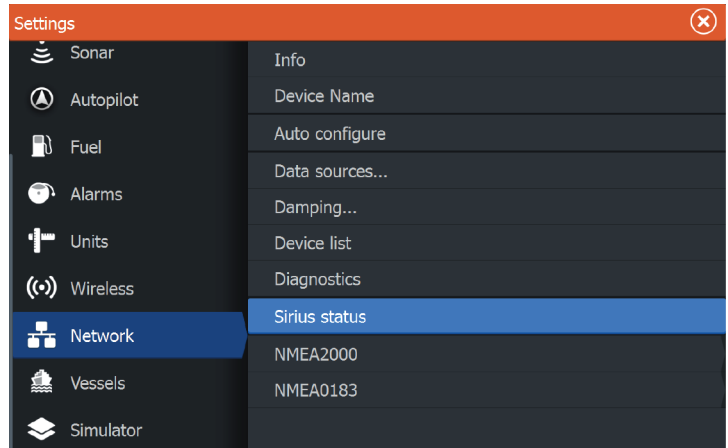 Settings
Sonar
Autopilot
Fuel
Alarms
Units
Wireless
Network
Vessels
Simulator
Info
Device Name
Auto configure
Data sources...
Damping...
Device list
Diagnostics
Sirius status
NMEA2000
NMEA0183